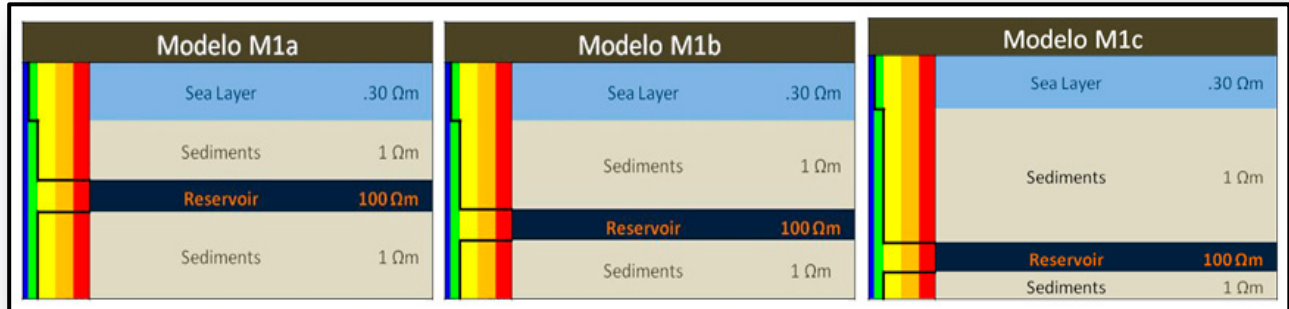 Modelo M1a
Sea Layer .30 Ωm
Sediments 1 Ωm
Reservoir 100 Ωm
Sediments 1 Ωm
Modelo M1b
Sea Layer .30 Ωm
Sediments 1 Ωm
Reservoir 100 Ωm
Sediments 1 Ωm
Modelo M1c
Sea Layer .30 Ωm
Sediments 1 Ωm
Reservoir 100 Ωm
Sediments 1 Ωm